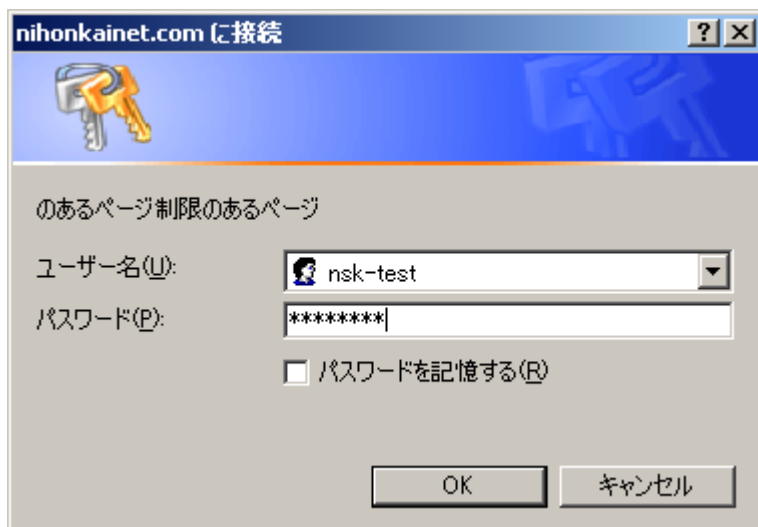 nihonkainet.com に接続
のあるページ制限のあるページ
ユーザー名(U):
nsk-test
パスワード(P):
********
パスワードを記憶する(R)
OK
キャンセル